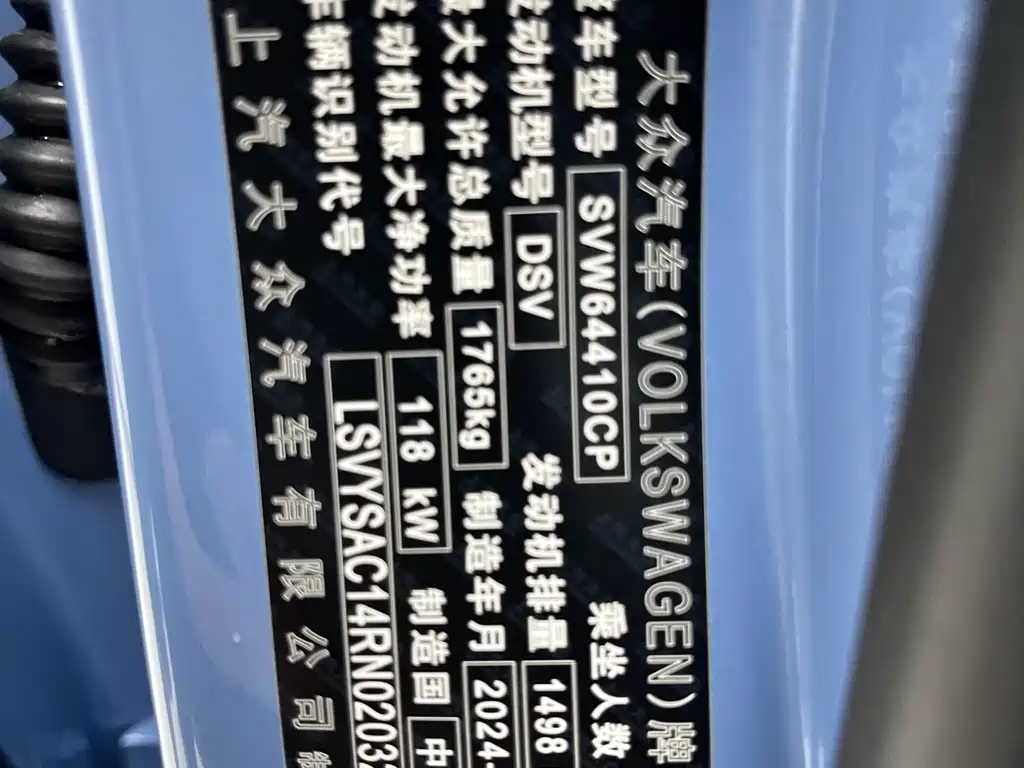 大众汽车(VOLKSWAGEN)牌
车型号 SVW64410CP 乘坐人数
发动机型号 DSV 发动机排量 1498
最大允许总质量 1765kg 制造年月 2024-
发动机最大净功率 118 kW 制造国 中
车辆识别代号 LSVYSAC14RN0203
上汽大众汽车有限公司